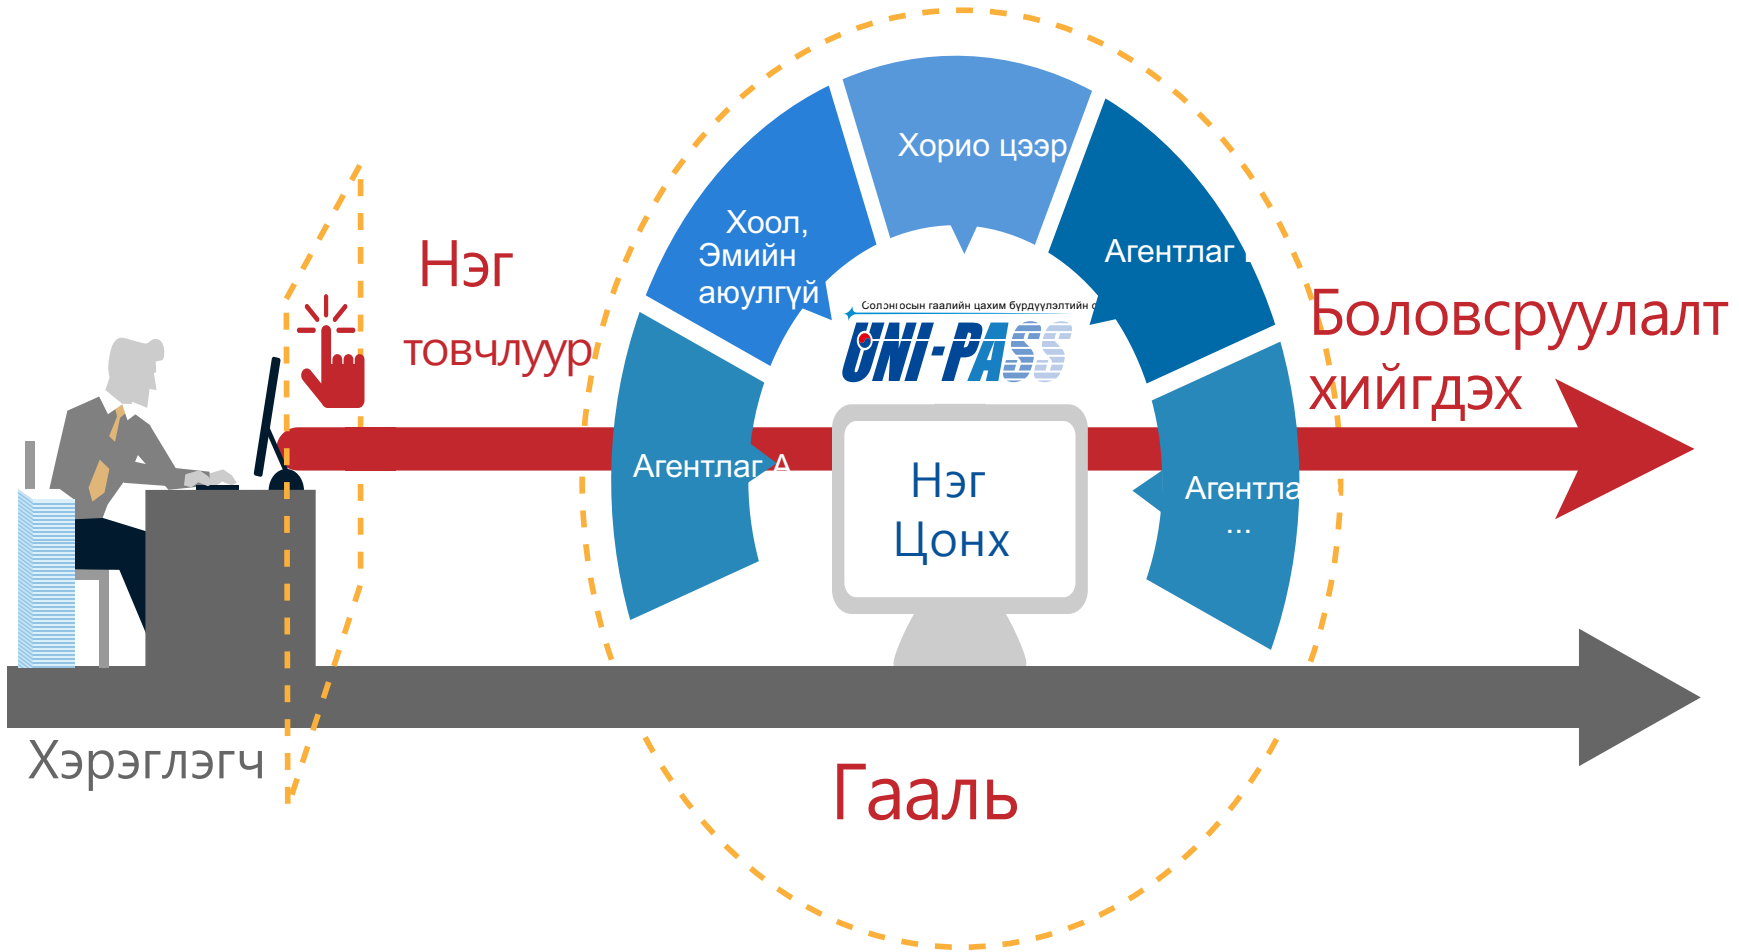 Хорио цээр
Хоол,
Эмийн
аюулгүй
Агентлаг
Нэг
товчлуур
Солонгосын гаалийн цахим бүрдүүлэлтийн
UNI-PASS
Боловсруулалт
хийгдэх
Агентлаг А
Нэг
Цонх
Агентла
...
Хэрэглэгч
Гааль